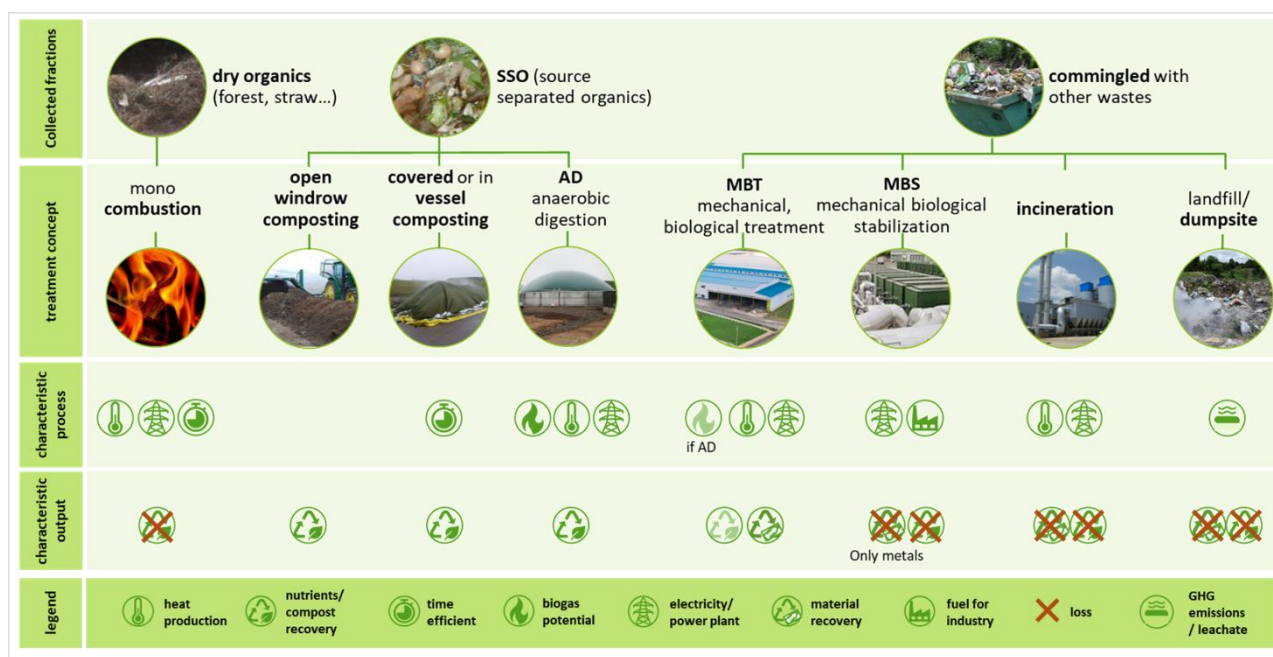 Collected fractions
dry organics
(forest, straw...)
SSO (source
separated organics)
commingled with
other wastes
treatment concept
mono
combustion
open
windrow
composting
covered or in
vessel
composting
AD
anaerobic
digestion
MBT
mechanical,
biological treatment
MBS
mechanical biological
stabilization
incineration
landfill/
dumpsite
characteristic
process
if AD
characteristic
output
Only metals
legend
heat
production
nutrients/
compost
recovery
time
efficient
biogas
potential
electricity/
power plant
material
recovery
fuel for
industry
loss
GHG
emissions
/ leachate